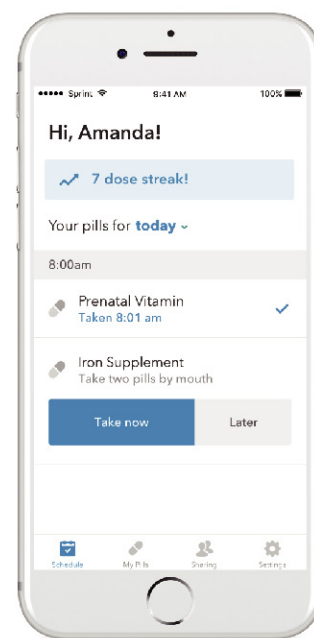 Sprint 9:41 AM 100%
Hi, Amanda!
7 dose streak!
Your pills for today
8:00am
Prenatal Vitamin
Taken 8:01 am
Iron Supplement
Take two pills by mouth
Take now Later
Schedule My Pills Sharing Settings